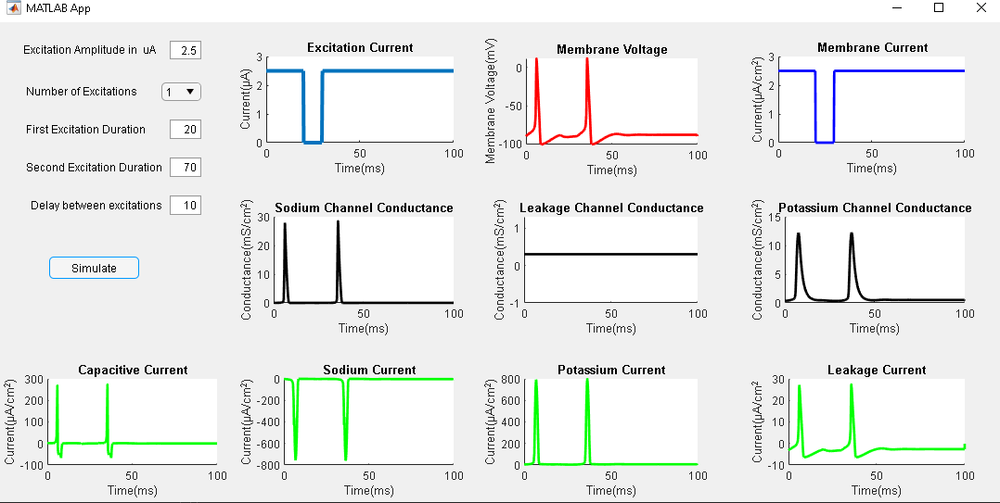 MATLAB App
Excitation Amplitude in uA 2.5
Number of Excitations 1
First Excitation Duration 20
Second Excitation Duration 70
Delay between excitations 10
Simulate
Excitation Current
Current(µA)
3
2
1
0
0 50 100
Time(ms)
Membrane Voltage
Membrane Voltage(mV)
0
-50
-100
0 50 100
Time(ms)
Membrane Current
Current(µA/cm²)
3
2
1
0
0 50 100
Time(ms)
Sodium Channel Conductance
Conductance(mS/cm²)
30
20
10
0
0 50 100
Time(ms)
Leakage Channel Conductance
Conductance(mS/cm²)
1
0
-1
0 50 100
Time(ms)
Potassium Channel Conductance
Conductance(mS/cm²)
15
10
5
0
0 50 100
Time(ms)
Capacitive Current
Current(µA/cm²)
300
200
100
0
-100
0 50 100
Time(ms)
Sodium Current
Current(µA/cm²)
0
-200
-400
-600
-800
0 50 100
Time(ms)
Potassium Current
Current(µA/cm²)
800
600
400
200
0
0 50 100
Time(ms)
Leakage Current
Current(µA/cm²
30
20
10
0
-10
0 50 100
Time(ms)